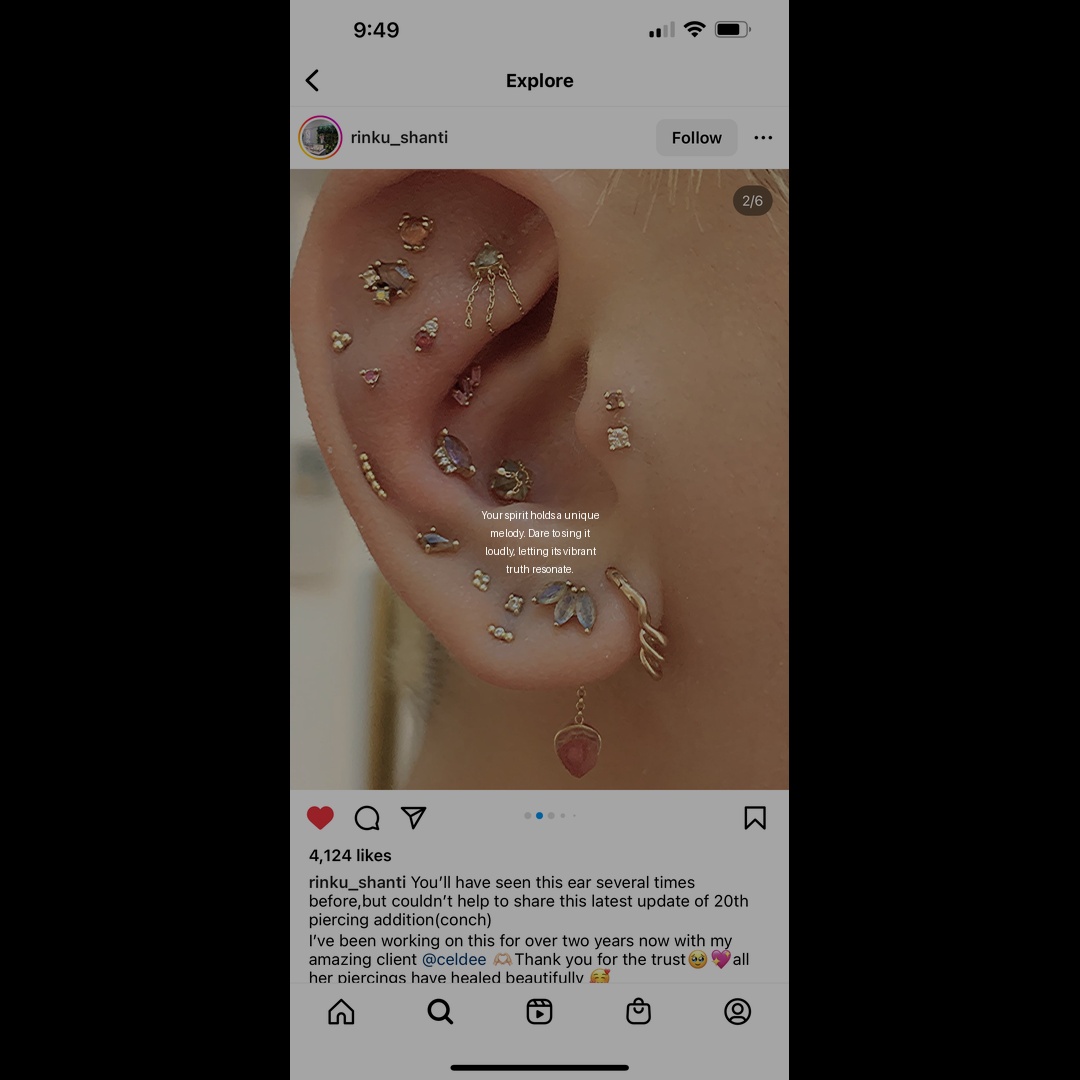 9:49
Explore
rinku_shanti
Follow
2/6
Your spirit holds a unique
melody. Dare to sing it
loudly, letting its vibrant
truth resonate.
4,124 likes
rinku_shanti You’ll have seen this ear several times
before,but couldn’t help to share this latest update of 20th
piercing addition(conch)
I’ve been working on this for over two years now with my
amazing client @celdee 🫶🏻Thank you for the trust🥹💖all
her piercings have healed beautifully 🥰